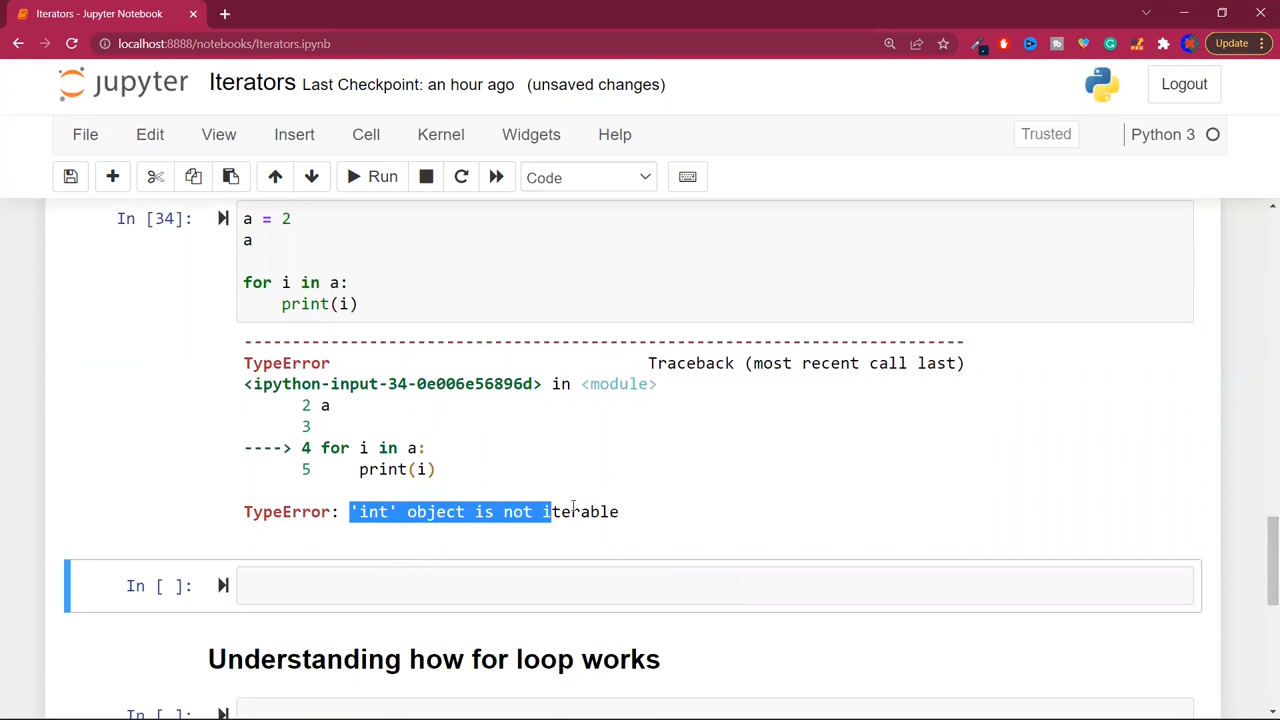 Iterators - Jupyter Notebook
localhost:8888/notebooks/Iterators.ipynb
Update
jupyter Iterators Last Checkpoint: an hour ago (unsaved changes)
Logout
File Edit View Insert Cell Kernel Widgets Help
Trusted
Python 3
Run
Code
In [34]:
a = 2
a
for i in a:
    print(i)
---------------------------------------------------------------------------
TypeError                                 Traceback (most recent call last)
<ipython-input-34-0e006e56896d> in <module>
      2 a
      3
----> 4 for i in a:
      5     print(i)
TypeError: 'int' object is not iterable
In [ ]:
Understanding how for loop works
In [ ]: